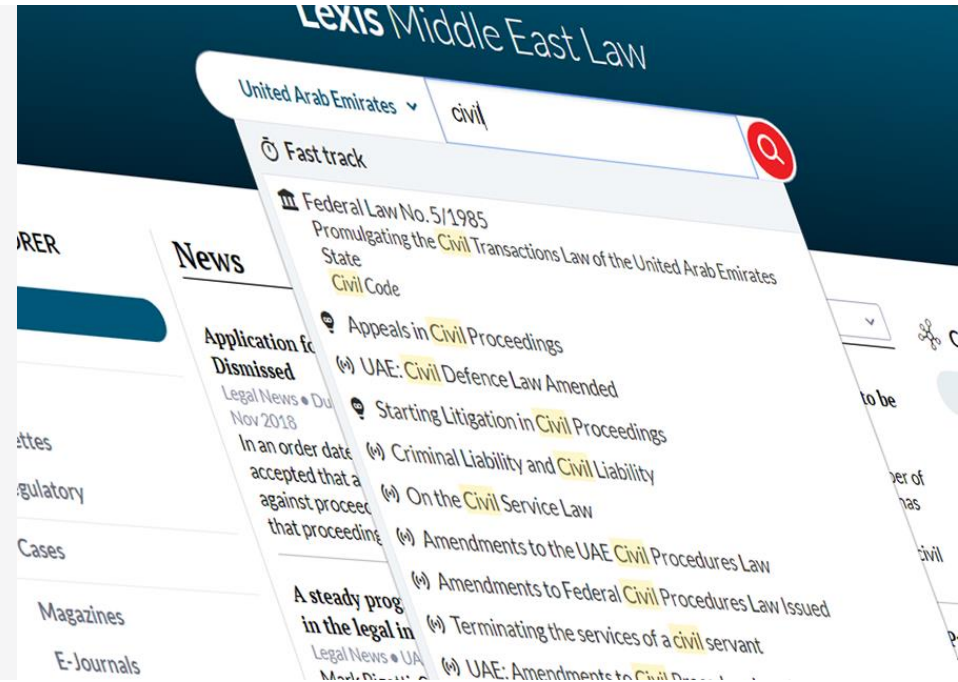 Lexis Middle East Law
United Arab Emirates
civil
Fast track
Federal Law No. 5/1985
Promulgating the Civil Transactions Law of the United Arab Emirates
State
Civil Code
Appeals in Civil Proceedings
UAE: Civil Defence Law Amended
Starting Litigation in Civil Proceedings
Criminal Liability and Civil Liability
On the Civil Service Law
Amendments to the UAE Civil Procedures Law
Amendments to Federal Civil Procedures Law Issued
Terminating the services of a civil servant
UAE: Amendments to Civil
News
Application
Dismissed
Legal News • Du
Nov 2018
In an order date
accepted that a
against proceed
that proceeding
A steady prog
in the legal in
Legal News • UA
Mark
RER
ettes
gulatory
Cases
Magazines
E-Journals
to be
er of
has
civil